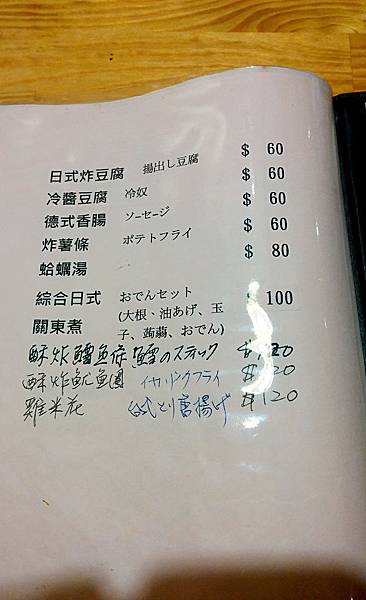 日式炸豆腐 揚出し豆腐 $ 60
冷醬豆腐 冷奴 $ 60
德式香腸 ソーセージ $ 60
炸薯條 ポテトフライ $ 60
蛤蠣湯 $ 80
綜合日式 おでんセット $ 100
關東煮 (大根、油あげ、玉
子、蒟蒻、おでん)
酥炸鱈魚條 鱈のスティック $120
酥炸魷魚圈 イカリングフライ $120
雞米花 台式とり唐揚げ $120